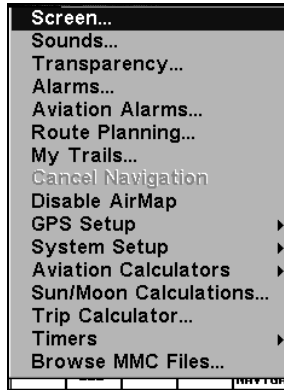 Screen...
Sounds...
Transparency...
Alarms...
Aviation Alarms...
Route Planning...
My Trails...
Cancel Navigation
Disable AirMap
GPS Setup
System Setup
Aviation Calculators
Sun/Moon Calculations...
Trip Calculator...
Timers
Browse MMC Files...